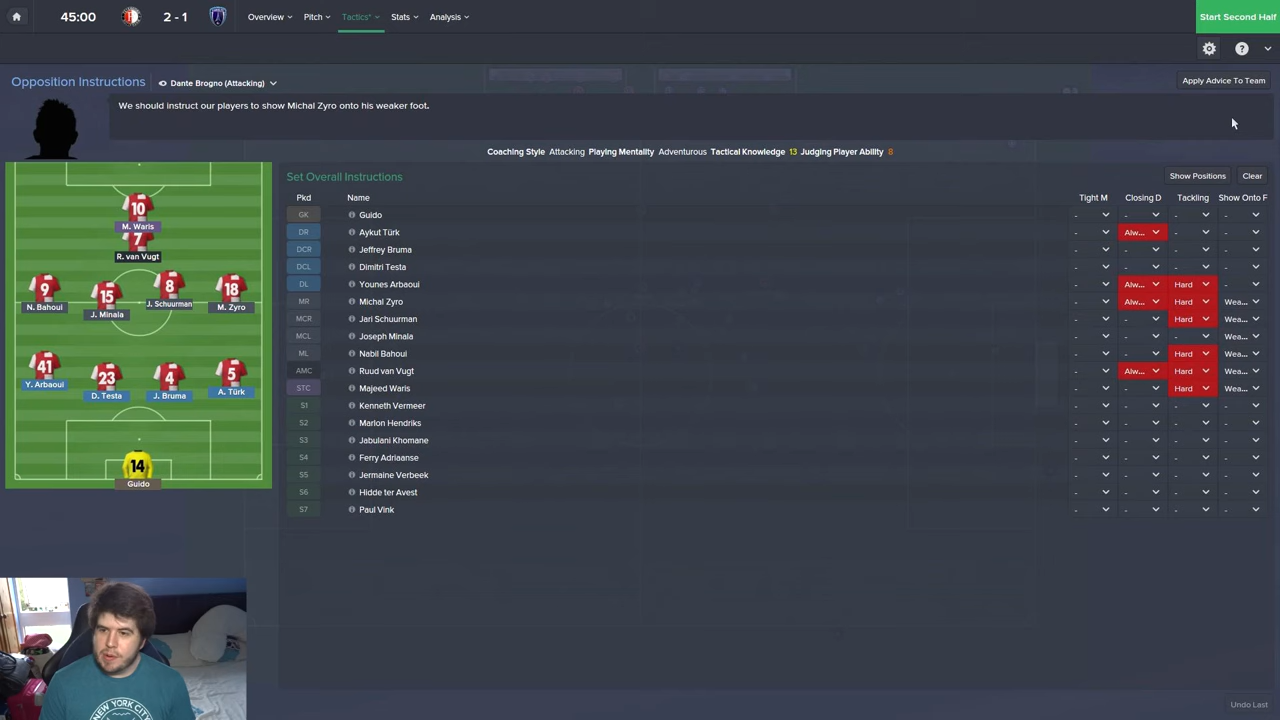 45:00 2 - 1 Overview Pitch Tactics* Stats Analysis Start Second Half
?
Opposition Instructions Dante Brogno (Attacking) Apply Advice To Team
We should instruct our players to show Michal Zyro onto his weaker foot.
Coaching Style Attacking Playing Mentality Adventurous Tactical Knowledge 13 Judging Player Ability 8
Set Overall Instructions Show Positions Clear
Pkd Name Tight M Closing D Tackling Show Onto F
GK Guido - - - -
DR Aykut Türk - Alw... - -
DCR Jeffrey Bruma - - - -
DCL Dimitri Testa - - - -
DL Younes Arbaoui - Alw... Hard -
MR Michal Zyro - Alw... Hard Wea...
MCR Jari Schuurman - - Hard Wea...
MCL Joseph Minala - - - Wea...
ML Nabil Bahoui - - Hard Wea...
AMC Ruud van Vugt - Alw... Hard Wea...
STC Majeed Waris - - Hard Wea...
S1 Kenneth Vermeer - - - -
S2 Marlon Hendriks - - - -
S3 Jabulani Khomane - - - -
S4 Ferry Adriaanse - - - -
S5 Jermaine Verbeek - - - -
S6 Hidde ter Avest - - - -
S7 Paul Vink - - - -
10
M. Waris
7
R. van Vugt
9 15 8 18
N. Bahoui J. Minala J. Schuurman M. Zyro
41 23 4 5
Y. Arbaoui D. Testa J. Bruma A. Türk
14
Guido
NEW YORK CITY
Undo Last